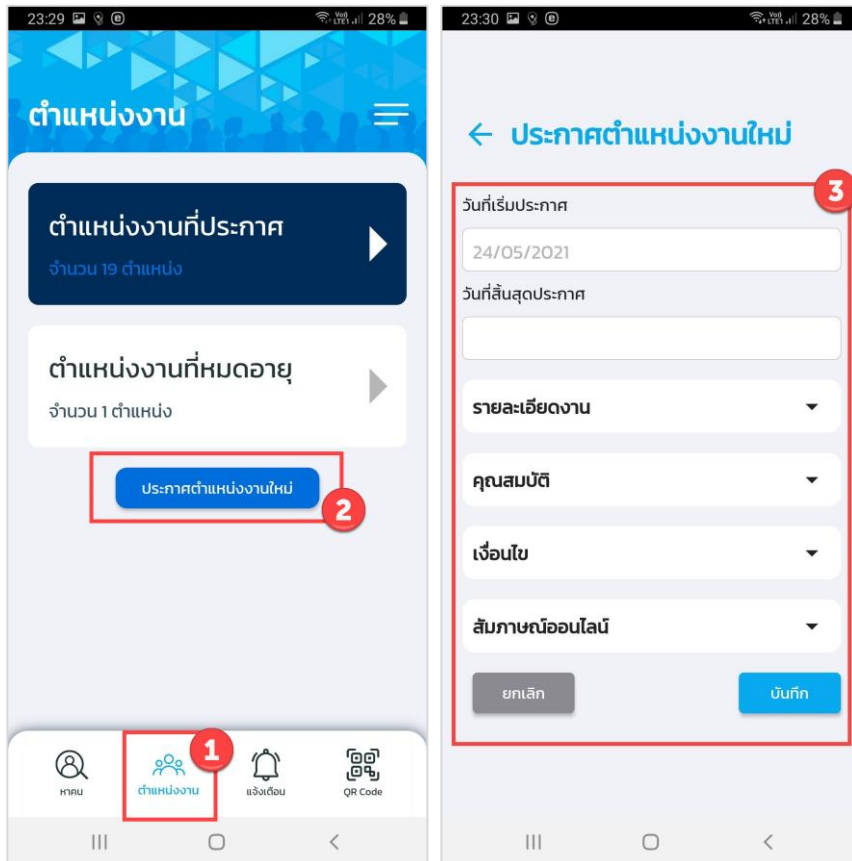 23:29 28%
ตำแหน่งงาน
ตำแหน่งงานที่ประกาศ
จำนวน 19 ตำแหน่ง
ตำแหน่งงานที่หมดอายุ
จำนวน 1 ตำแหน่ง
ประกาศตำแหน่งงานใหม่
2
1
หาคน
ตำแหน่งงาน
แจ้งเตือน
QR Code
23:30 28%
ประกาศตำแหน่งงานใหม่
3
วันที่เริ่มประกาศ
24/05/2021
วันที่สิ้นสุดประกาศ
รายละเอียดงาน
คุณสมบัติ
เงื่อนไข
สัมภาษณ์ออนไลน์
ยกเลิก
บันทึก